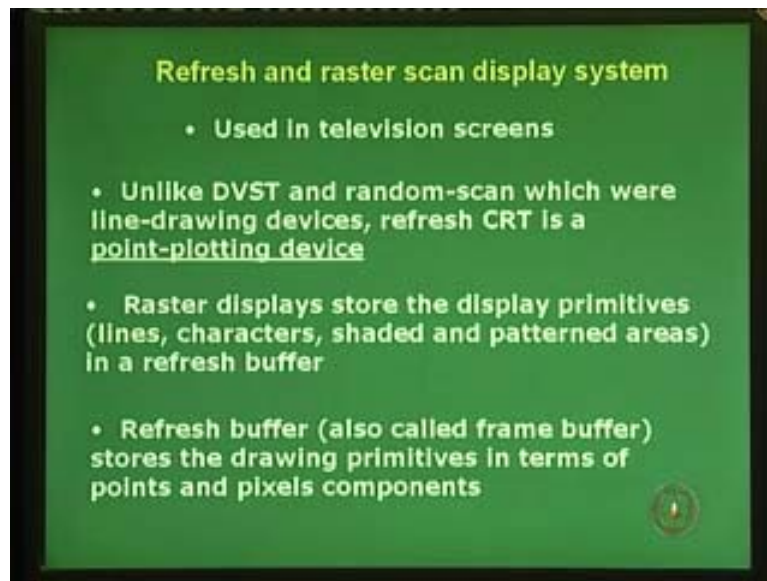 Refresh and raster scan display system
• Used in television screens
• Unlike DVST and random-scan which were
line-drawing devices, refresh CRT is a
point-plotting device
• Raster displays store the display primitives
(lines, characters, shaded and patterned areas)
in a refresh buffer
• Refresh buffer (also called frame buffer)
stores the drawing primitives in terms of
points and pixels components